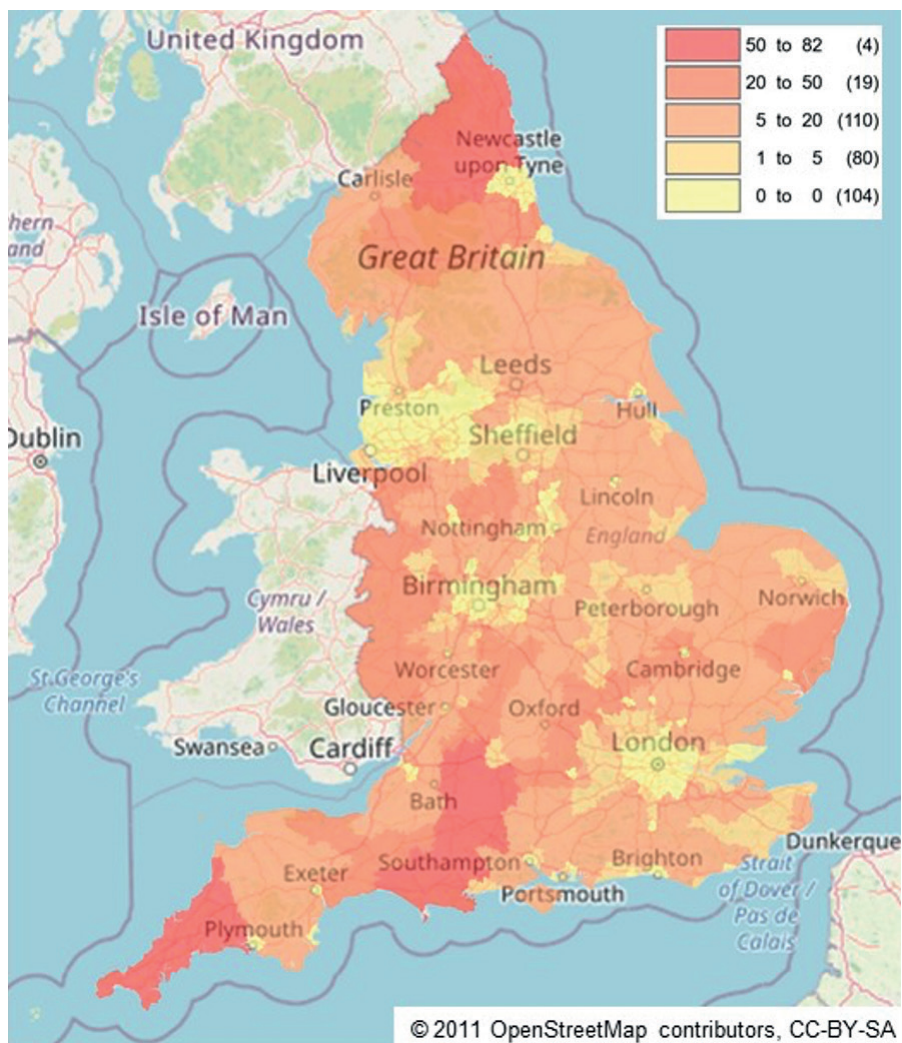 United Kingdom
50 to 82 (4)
20 to 50 (19)
5 to 20 (110)
1 to 5 (80)
0 to 0 (104)
Newcastle
upon Tyne
Carlisle
hern
and
Great Britain
Isle of Man
Leeds
Preston
Hull
Dublin
Sheffield
Liverpool
Lincoln
Nottingham
England
Birmingham
Cymru /
Wales
Peterborough
Norwich
Worcester
Cambridge
St George's
Channel
Gloucester
Oxford
Swansea
Cardiff
London
Bath
Southampton
Brighton
Dunkerque
Exeter
Portsmouth
Strait
of Dover /
Pas de
Calais
Plymouth
© 2011 OpenStreetMap contributors, CC-BY-SA